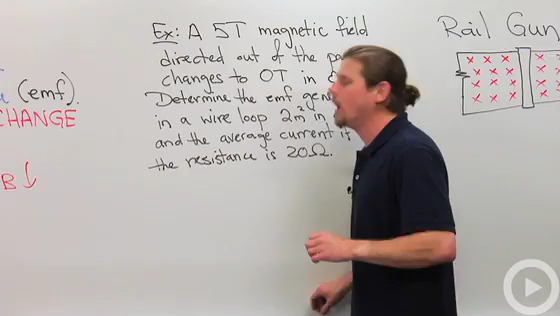 (emf).
CHANGE
B↓
Ex: A 5T magnetic field
directed out of the
changes to 0T in
Determine the emf
in a wire loop 2m² in
and the average current if
the resistance is 20Ω.
Rail Gun
x x x x
x x x x
x x x x
x x x x